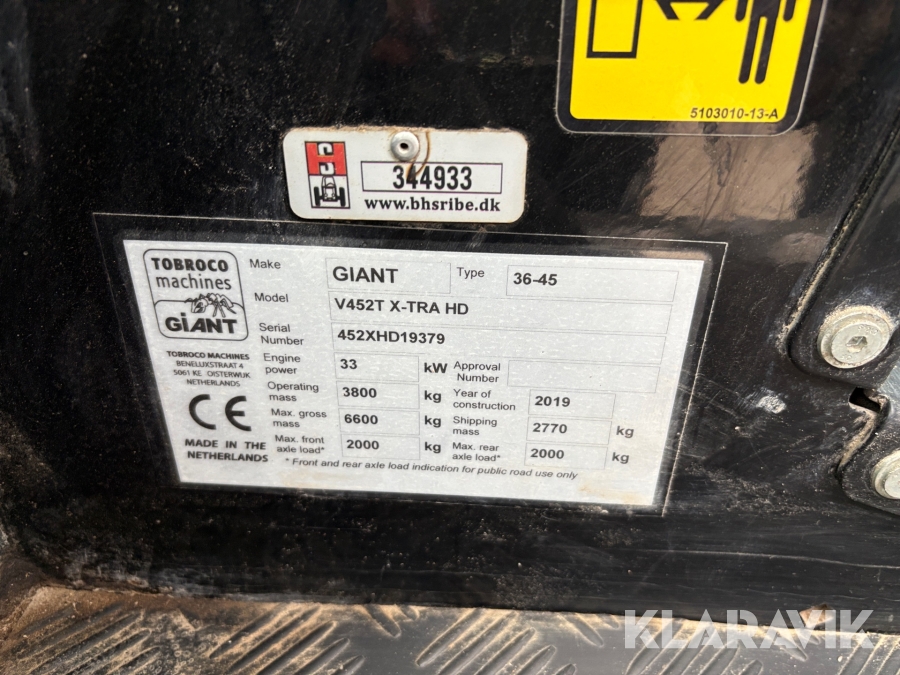 5103010-13-A
HS
344933
www.bhsribe.dk
TOBROCO
machines
GiANT
TOBROCO MACHINES
BENELUXSTRAAT 4
5061 KE OISTERWIJK
NETHERLANDS
CE
MADE IN THE
NETHERLANDS
Make GIANT Type 36-45
Model V452T X-TRA HD
Serial Number 452XHD19379
Engine power 33 kW Approval Number
Operating mass 3800 kg Year of construction 2019
Max. gross mass 6600 kg Shipping mass 2770 kg
Max. front axle load* 2000 kg Max. rear axle load* 2000 kg
* Front and rear axle load indication for public road use only
KLARAVIK